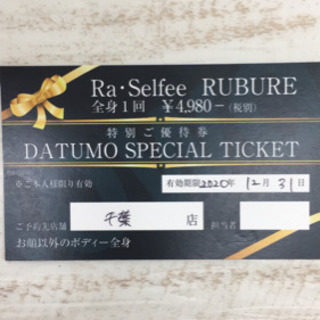 Ra・Selfee RUBURE
全身1回 ¥4,980-(税別)
特別ご優待券
DATUMO SPECIAL TICKET
※ご本人様限り有効 有効期限2020年12月31日
ご予約先店舗 千葉 店 担当者
お顔以外のボディー全身